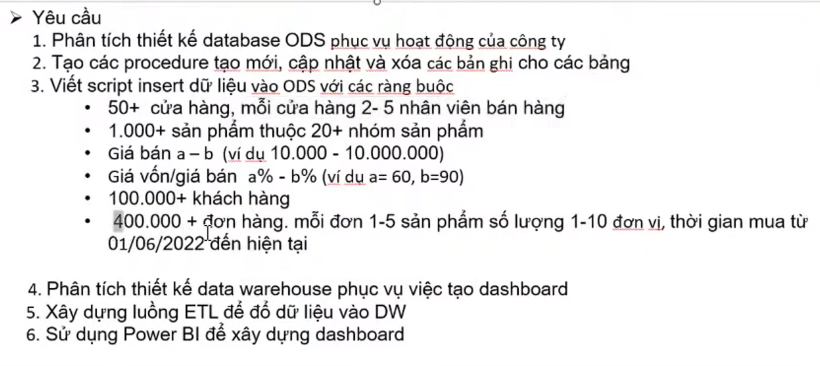 ➢ Yêu cầu
1. Phân tích thiết kế database ODS phục vụ hoạt động của công ty
2. Tạo các procedure tạo mới, cập nhật và xóa các bản ghi cho các bảng
3. Viết script insert dữ liệu vào ODS với các ràng buộc
• 50+ cửa hàng, mỗi cửa hàng 2- 5 nhân viên bán hàng
• 1.000+ sản phẩm thuộc 20+ nhóm sản phẩm
• Giá bán a – b (ví dụ 10.000 - 10.000.000)
• Giá vốn/giá bán a% - b% (ví dụ a= 60, b=90)
• 100.000+ khách hàng
• 400.000 + đơn hàng. mỗi đơn 1-5 sản phẩm số lượng 1-10 đơn vị, thời gian mua từ
01/06/2022 đến hiện tại
4. Phân tích thiết kế data warehouse phục vụ việc tạo dashboard
5. Xây dựng luồng ETL để đổ dữ liệu vào DW
6. Sử dụng Power BI để xây dựng dashboard